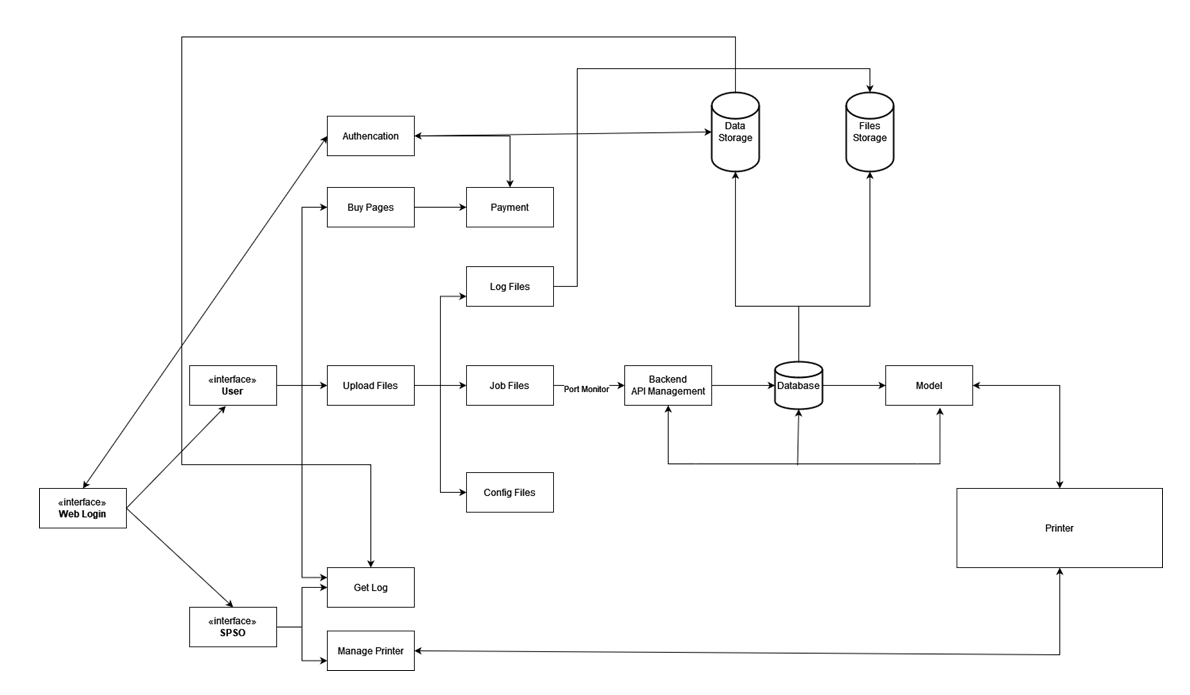 Data
Storage
Files
Storage
Authencation
Buy Pages
Payment
Log Files
«interface»
User
Upload Files
Job Files
Port Monitor
Backend
API Management
Database
Model
«interface»
Web Login
Config Files
Printer
Get Log
«interface»
SPSO
Manage Printer